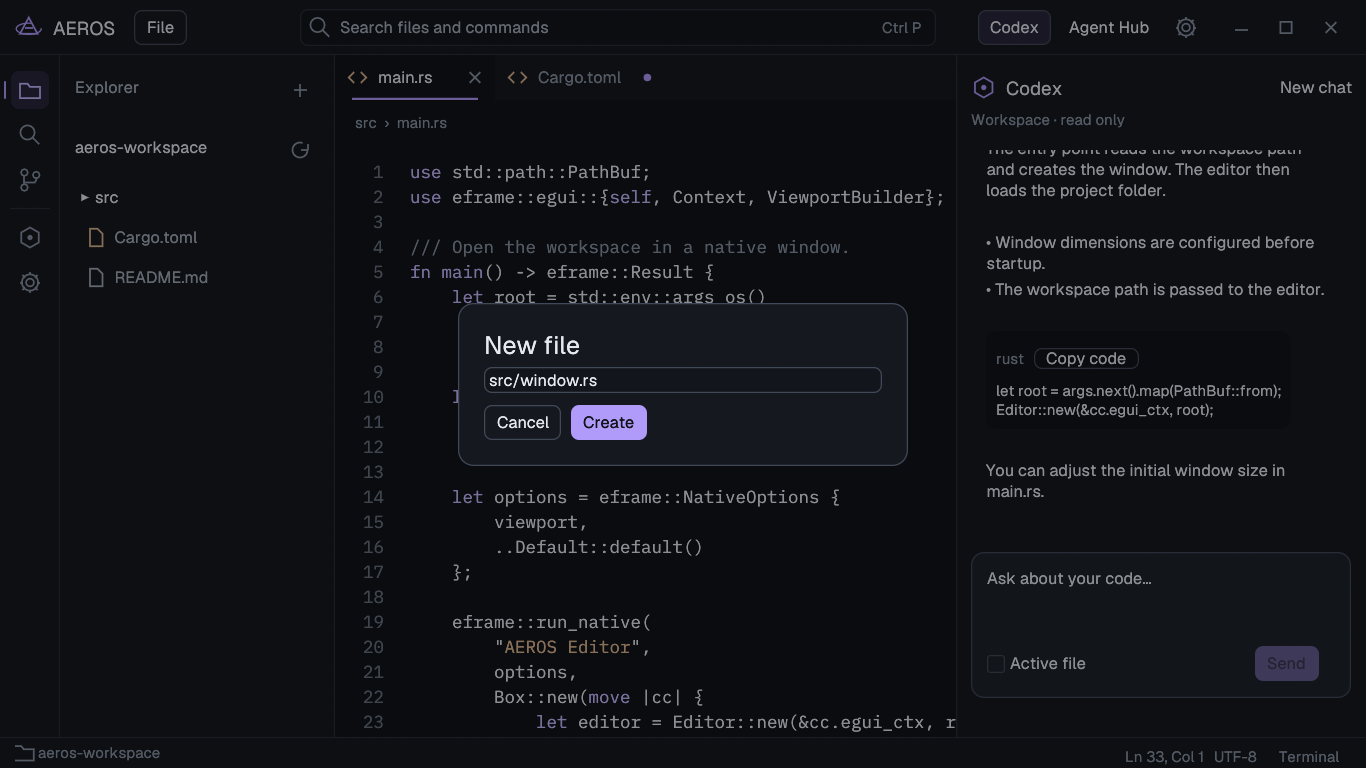 AEROS File Search files and commands Ctrl P Codex Agent Hub
Explorer
aeros-workspace
src
Cargo.toml
README.md
main.rs Cargo.toml
src › main.rs
1 use std::path::PathBuf;
2 use eframe::egui::{self, Context, ViewportBuilder};
3
4 /// Open the workspace in a native window.
5 fn main() -> eframe::Result {
6 let root = std::env::args_os()
7
8
9
10
11
12
13
14 let options = eframe::NativeOptions {
15 viewport,
16 ..Default::default()
17 };
18
19 eframe::run_native(
20 "AEROS Editor",
21 options,
22 Box::new(move |cc| {
23 let editor = Editor::new(&cc.egui_ctx, r
New file
src/window.rs
Cancel Create
Codex New chat
Workspace · read only
The entry point reads the workspace path
and creates the window. The editor then
loads the project folder.
• Window dimensions are configured before
startup.
• The workspace path is passed to the editor.
rust Copy code
let root = args.next().map(PathBuf::from);
Editor::new(&cc.egui_ctx, root);
You can adjust the initial window size in
main.rs.
Ask about your code…
Active file Send
aeros-workspace Ln 33, Col 1 UTF-8 Terminal